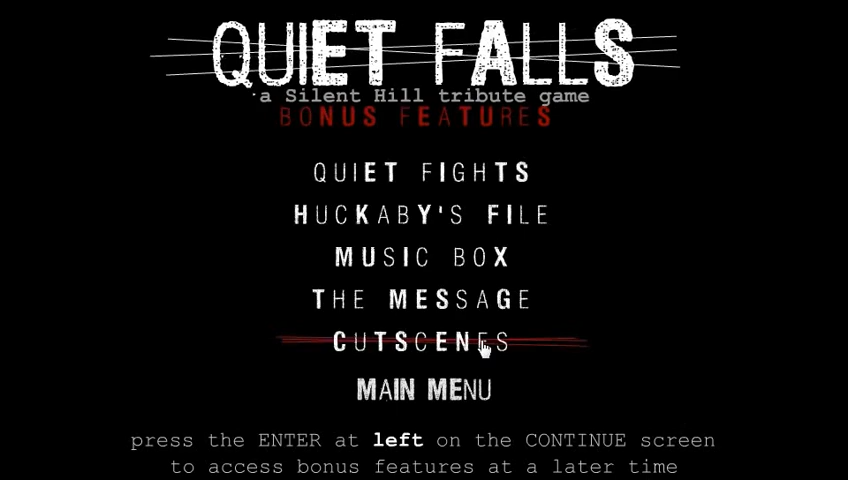 QUIET FALLS
a Silent Hill tribute game
BONUS FEATURES
QUIET FIGHTS
HUCKABY'S FILE
MUSIC BOX
THE MESSAGE
CUTSCENES
MAIN MENU
press the ENTER at left on the CONTINUE screen
to access bonus features at a later time